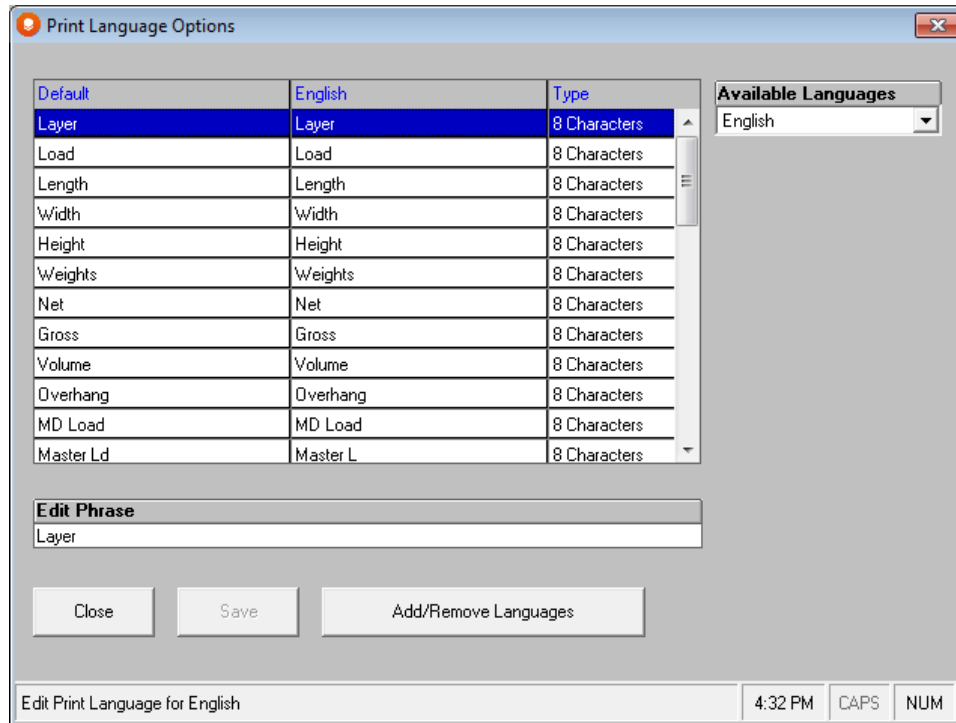 Print Language Options
Default English Type
Layer Layer 8 Characters
Load Load 8 Characters
Length Length 8 Characters
Width Width 8 Characters
Height Height 8 Characters
Weights Weights 8 Characters
Net Net 8 Characters
Gross Gross 8 Characters
Volume Volume 8 Characters
Overhang Overhang 8 Characters
MD Load MD Load 8 Characters
Master Ld Master L 8 Characters
Available Languages
English
Edit Phrase
Layer
Close Save Add/Remove Languages
Edit Print Language for English 4:32 PM CAPS NUM